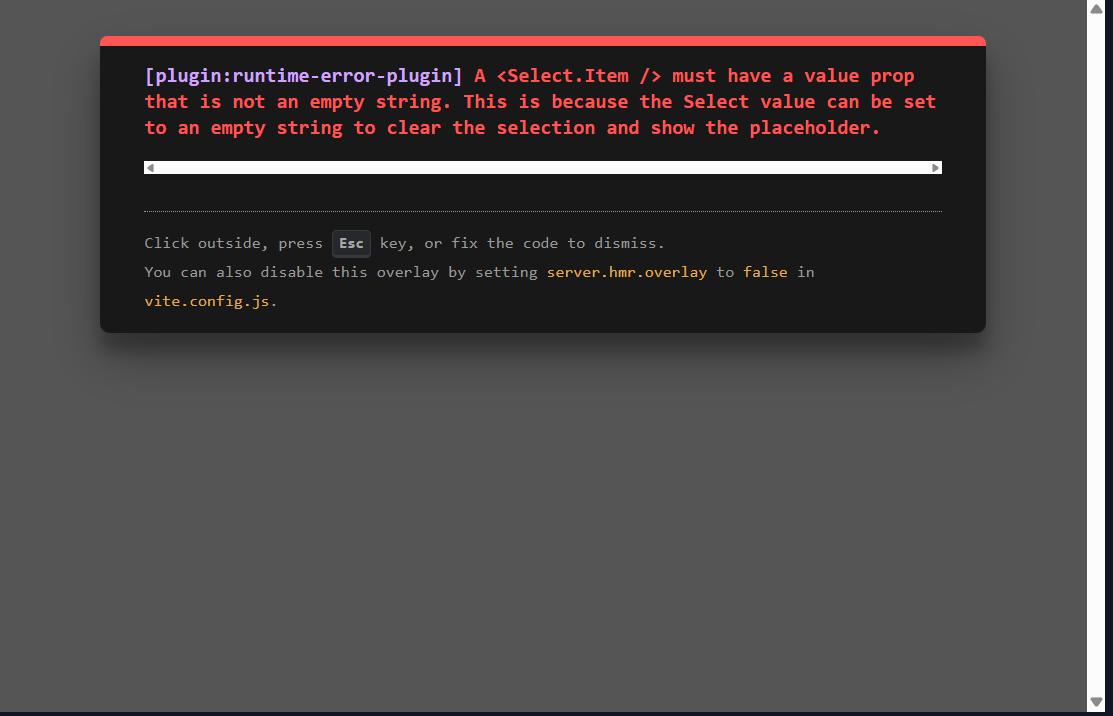 [plugin:runtime-error-plugin] A <Select.Item /> must have a value prop
that is not an empty string. This is because the Select value can be set
to an empty string to clear the selection and show the placeholder.
Click outside, press Esc key, or fix the code to dismiss.
You can also disable this overlay by setting server.hmr.overlay to false in
vite.config.js.